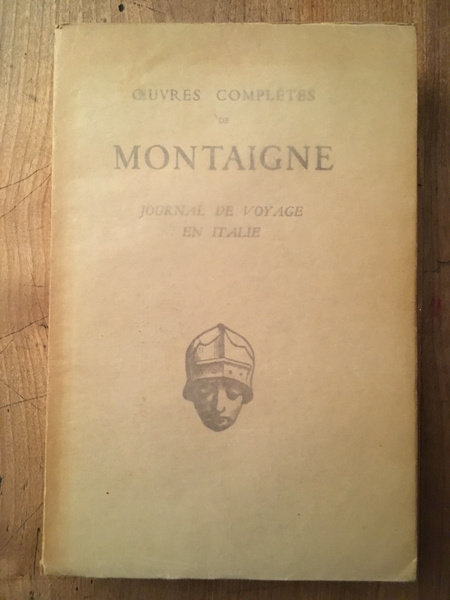 ŒUVRES COMPLÈTES
DE
MONTAIGNE
JOURNAL DE VOYAGE
EN ITALIE